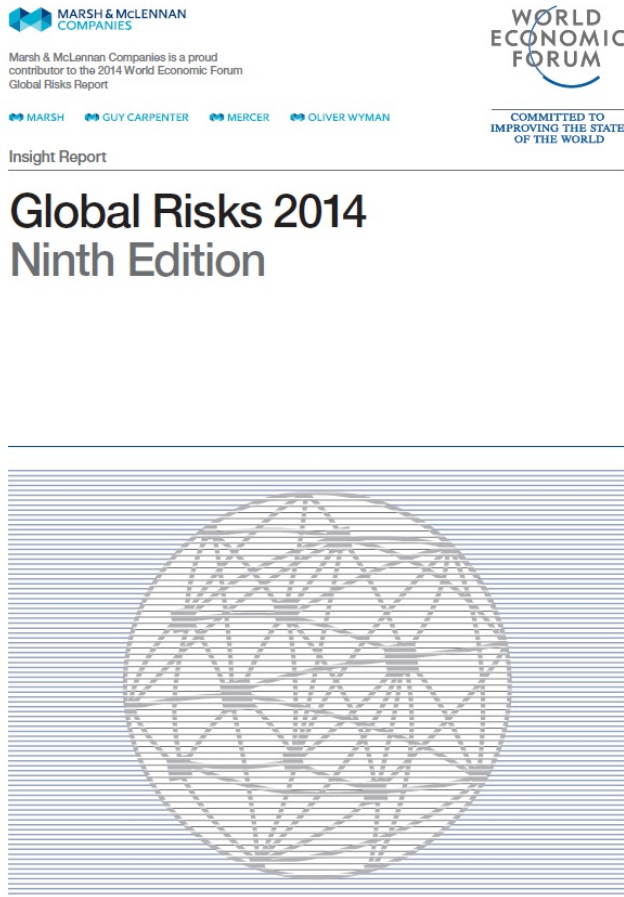 MARSH & McLENNAN
COMPANIES
Marsh & McLennan Companies is a proud
contributor to the 2014 World Economic Forum
Global Risks Report
MARSH GUY CARPENTER MERCER OLIVER WYMAN
WORLD
ECONOMIC
FORUM
COMMITTED TO
IMPROVING THE STATE
OF THE WORLD
Insight Report
Global Risks 2014
Ninth Edition